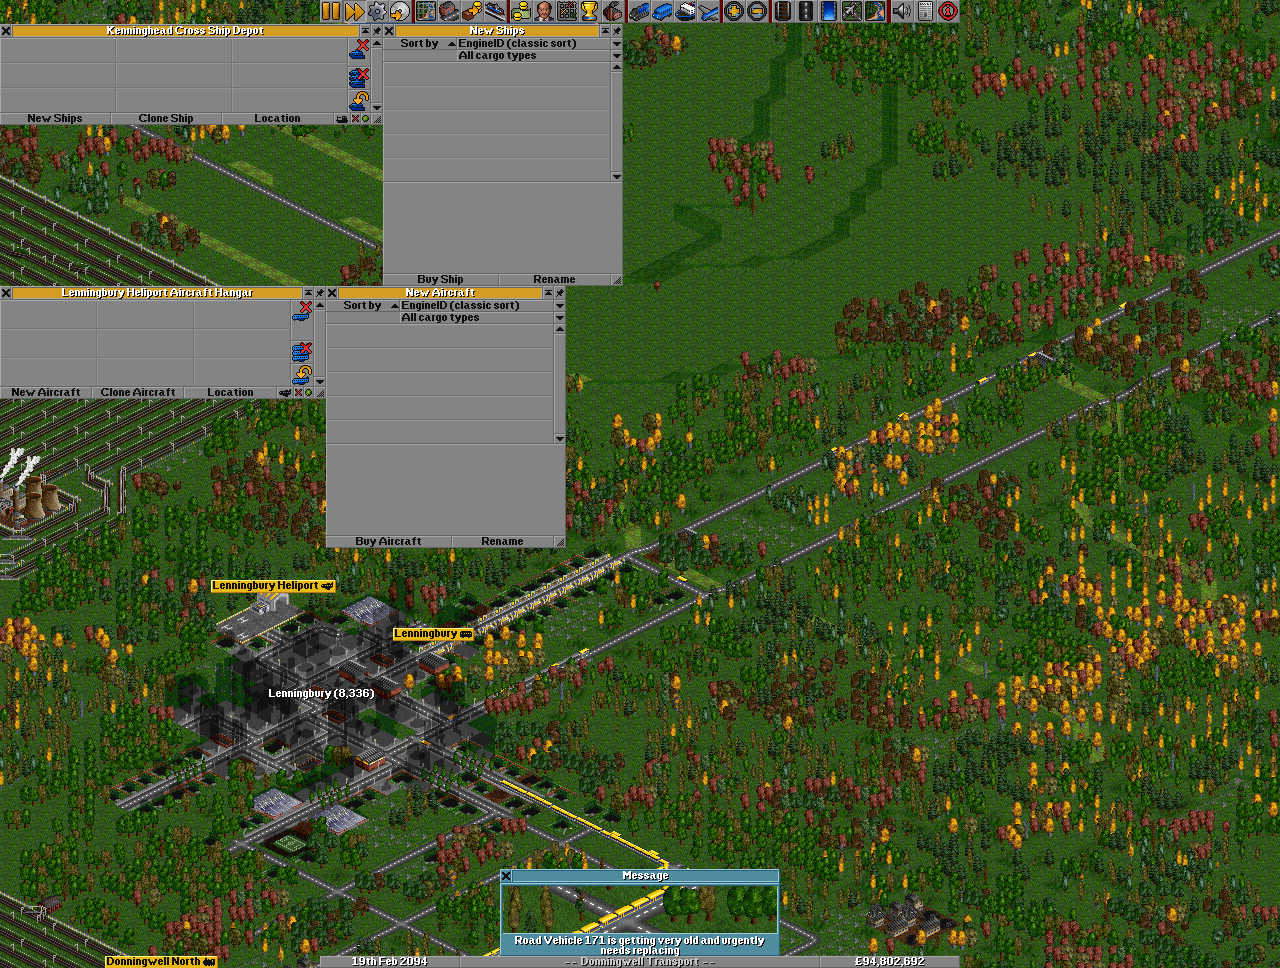 Kenninghead Cross Ship Depot
New Ships
Clone Ship
Location
New Ships
Sort by
EngineID (classic sort)
All cargo types
Buy Ship
Rename
Lenningbury Heliport Aircraft Hangar
New Aircraft
Clone Aircraft
Location
New Aircraft
Sort by
EngineID (classic sort)
All cargo types
Buy Aircraft
Rename
Lenningbury Heliport
Lenningbury
Lenningbury (8,336)
Message
Road Vehicle 171 is getting very old and urgently
needs replacing
Donningwell North
19th Feb 2094
-- Donningwell Transport --
£94,802,692